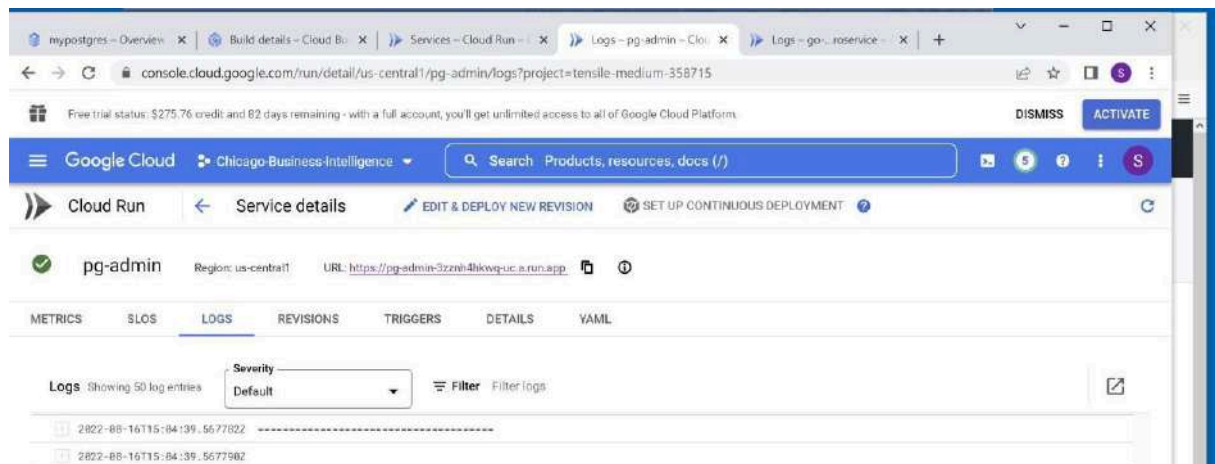 mypostgres – Overview Build details – Cloud Bu Services – Cloud Run – Logs – pg-admin – Clou Logs – go-...roservice –
console.cloud.google.com/run/detail/us-central1/pg-admin/logs?project=tensile-medium-358715 S
Free trial status: $275.76 credit and 82 days remaining - with a full account, you'll get unlimited access to all of Google Cloud Platform. DISMISS ACTIVATE
Google Cloud Chicago-Business-Intelligence Search Products, resources, docs (/) 5 ? S
Cloud Run Service details EDIT & DEPLOY NEW REVISION SET UP CONTINUOUS DEPLOYMENT ?
pg-admin Region: us-central1 URL: https://pg-admin-3zznh4hkwq-uc.a.run.app
METRICS SLOS LOGS REVISIONS TRIGGERS DETAILS YAML
Severity
Logs Showing 50 log entries Default Filter Filter logs
2022-08-16T15:04:39.567782Z ----------------------------------------
2022-08-16T15:04:39.567790Z